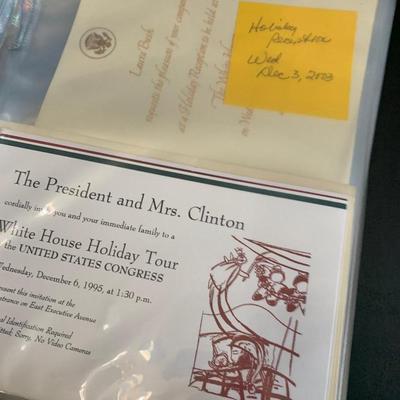 Laura Bush
requests the pleasure of your company
at a Holiday Reception to be held at
The White
on Wed
Holiday
Reception
Wed
Dec 3, 2003
The President and Mrs. Clinton
cordially invite you and your immediate family to a
White House Holiday Tour
the UNITED STATES CONGRESS
Wednesday, December 6, 1995, at 1:30 p.m.
present this invitation at the
entrance on East Executive Avenue
Identification Required
Sorry, No Video Cameras